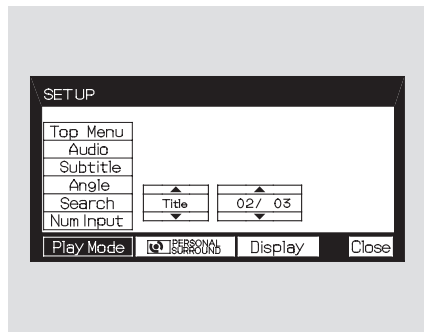 SETUP
Top Menu
Audio
Subtitle
Angle
Search
Num Input
Title
02/ 03
Play Mode
PERSONAL SURROUND
Display
Close